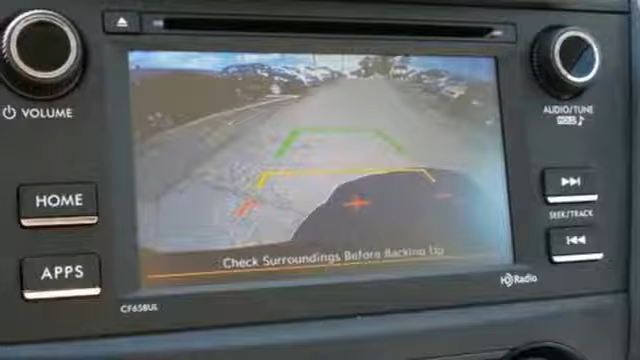 VOLUME
AUDIO/TUNE
HOME
SEEK/TRACK
APPS
Check Surroundings Before Backing Up
HD Radio
CF658UL